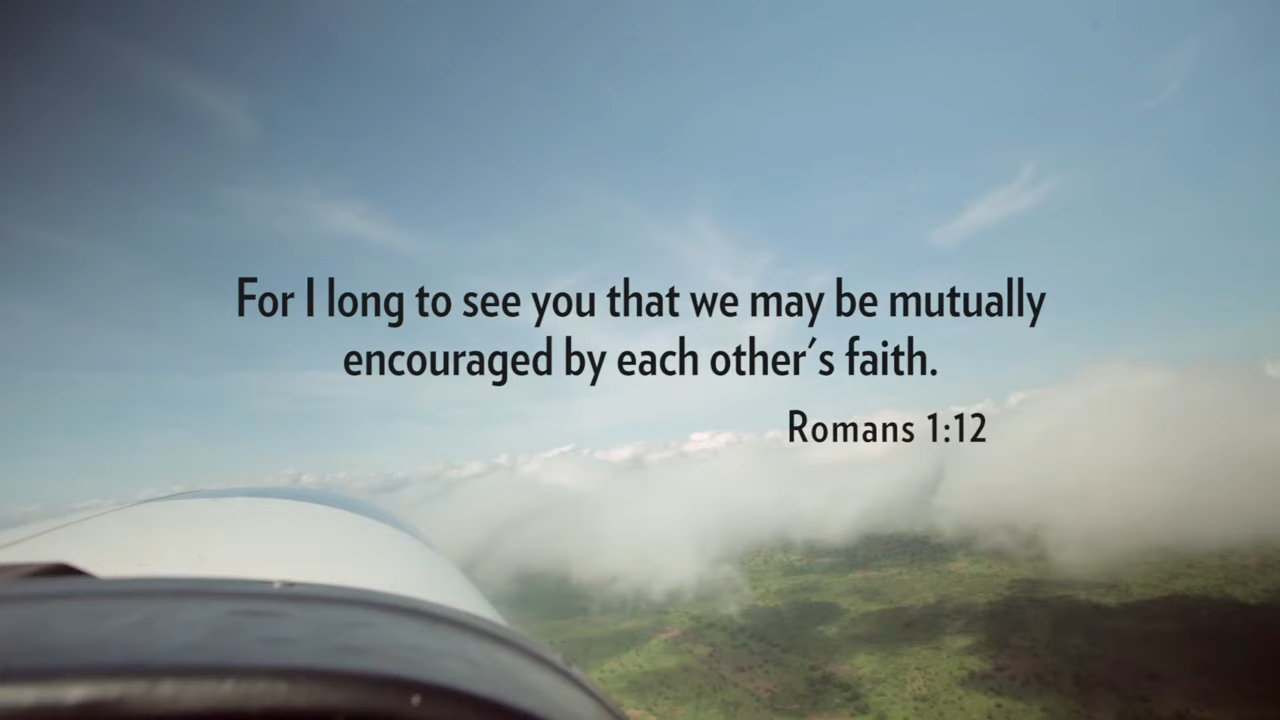 For I long to see you that we may be mutually
encouraged by each other′s faith.
Romans 1:12